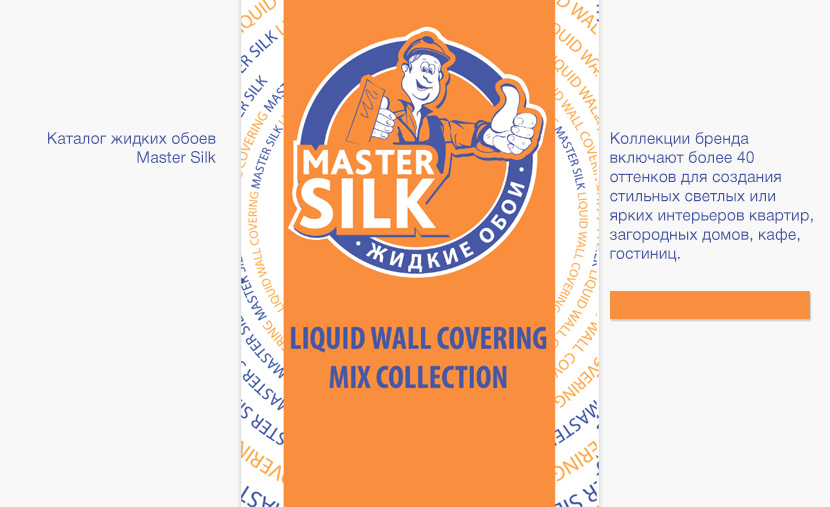 Каталог жидких обоев
Master Silk
MASTER
SILK
· ЖИДКИЕ ОБОИ ·
LIQUID WALL COVERING
MIX COLLECTION
Коллекции бренда
включают более 40
оттенков для создания
стильных светлых или
ярких интерьеров квартир,
загородных домов, кафе,
гостиниц.